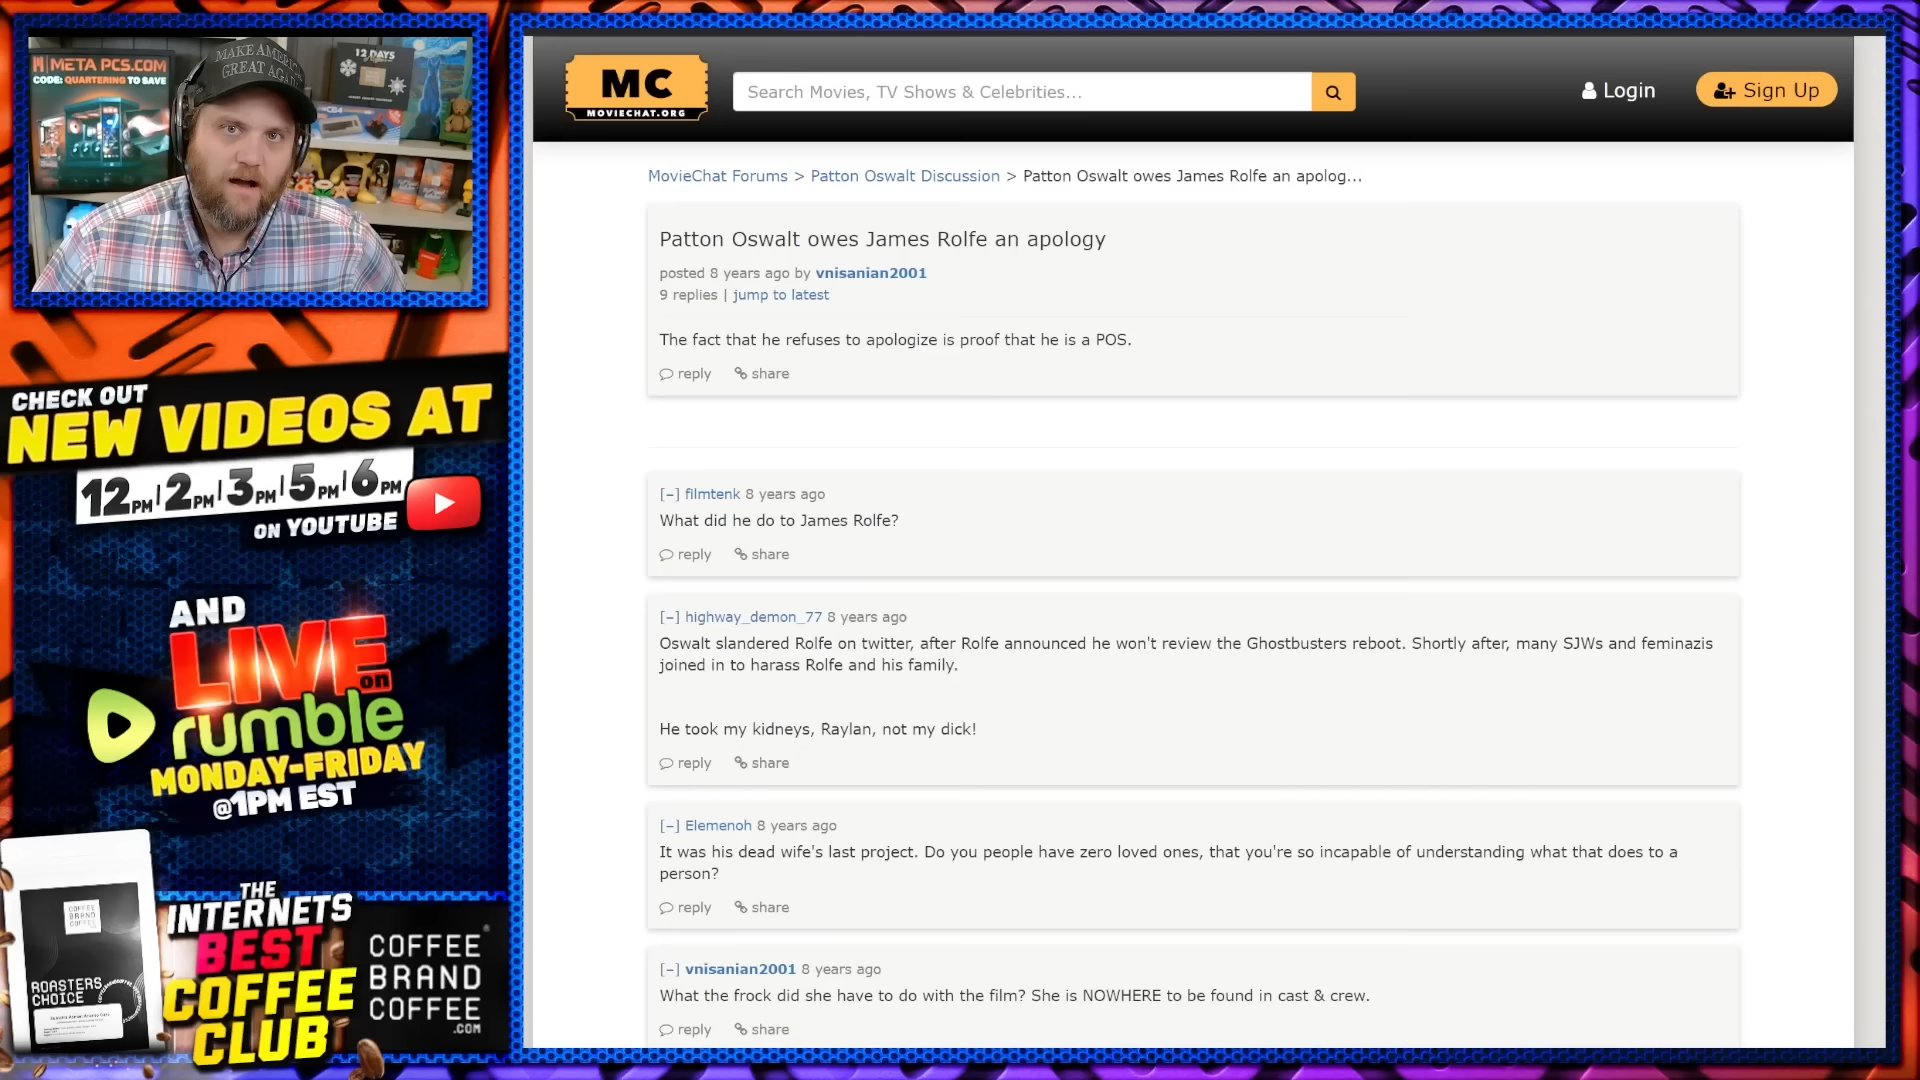 META PCS.COM
CODE: QUARTERING TO SAVE
MAKE AMERICA
GREAT AGAIN
12 DAYS
CHECK OUT
NEW VIDEOS AT
12PM | 2PM | 3PM | 5PM | 6PM
ON YOUTUBE
AND
LIVE
on
rumble
MONDAY-FRIDAY
@1PM EST
COFFEE
BRAND
COFFEE
ROASTERS
CHOICE
THE
INTERNETS
BEST
COFFEE
CLUB
COFFEE
BRAND
COFFEE
.COM
MC
MOVIECHAT.ORG
Search Movies, TV Shows & Celebrities...
Login
Sign Up
MovieChat Forums > Patton Oswalt Discussion > Patton Oswalt owes James Rolfe an apolog...
Patton Oswalt owes James Rolfe an apology
posted 8 years ago by vnisanian2001
9 replies | jump to latest
The fact that he refuses to apologize is proof that he is a POS.
reply share
[–] filmtenk 8 years ago
What did he do to James Rolfe?
reply share
[–] highway_demon_77 8 years ago
Oswalt slandered Rolfe on twitter, after Rolfe announced he won't review the Ghostbusters reboot. Shortly after, many SJWs and feminazis
joined in to harass Rolfe and his family.
He took my kidneys, Raylan, not my dick!
reply share
[–] Elemenoh 8 years ago
It was his dead wife's last project. Do you people have zero loved ones, that you're so incapable of understanding what that does to a
person?
reply share
[–] vnisanian2001 8 years ago
What the frock did she have to do with the film? She is NOWHERE to be found in cast & crew.
reply share